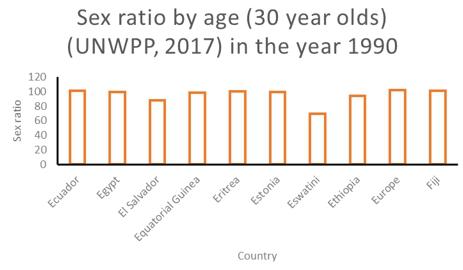 Sex ratio by age (30 year olds)
(UNWPP, 2017) in the year 1990
120
100
80
60
40
20
0
Sex ratio
Ecuador
Egypt
El Salvador
Equatorial Guinea
Eritrea
Estonia
Eswatini
Ethiopia
Europe
Fiji
Country